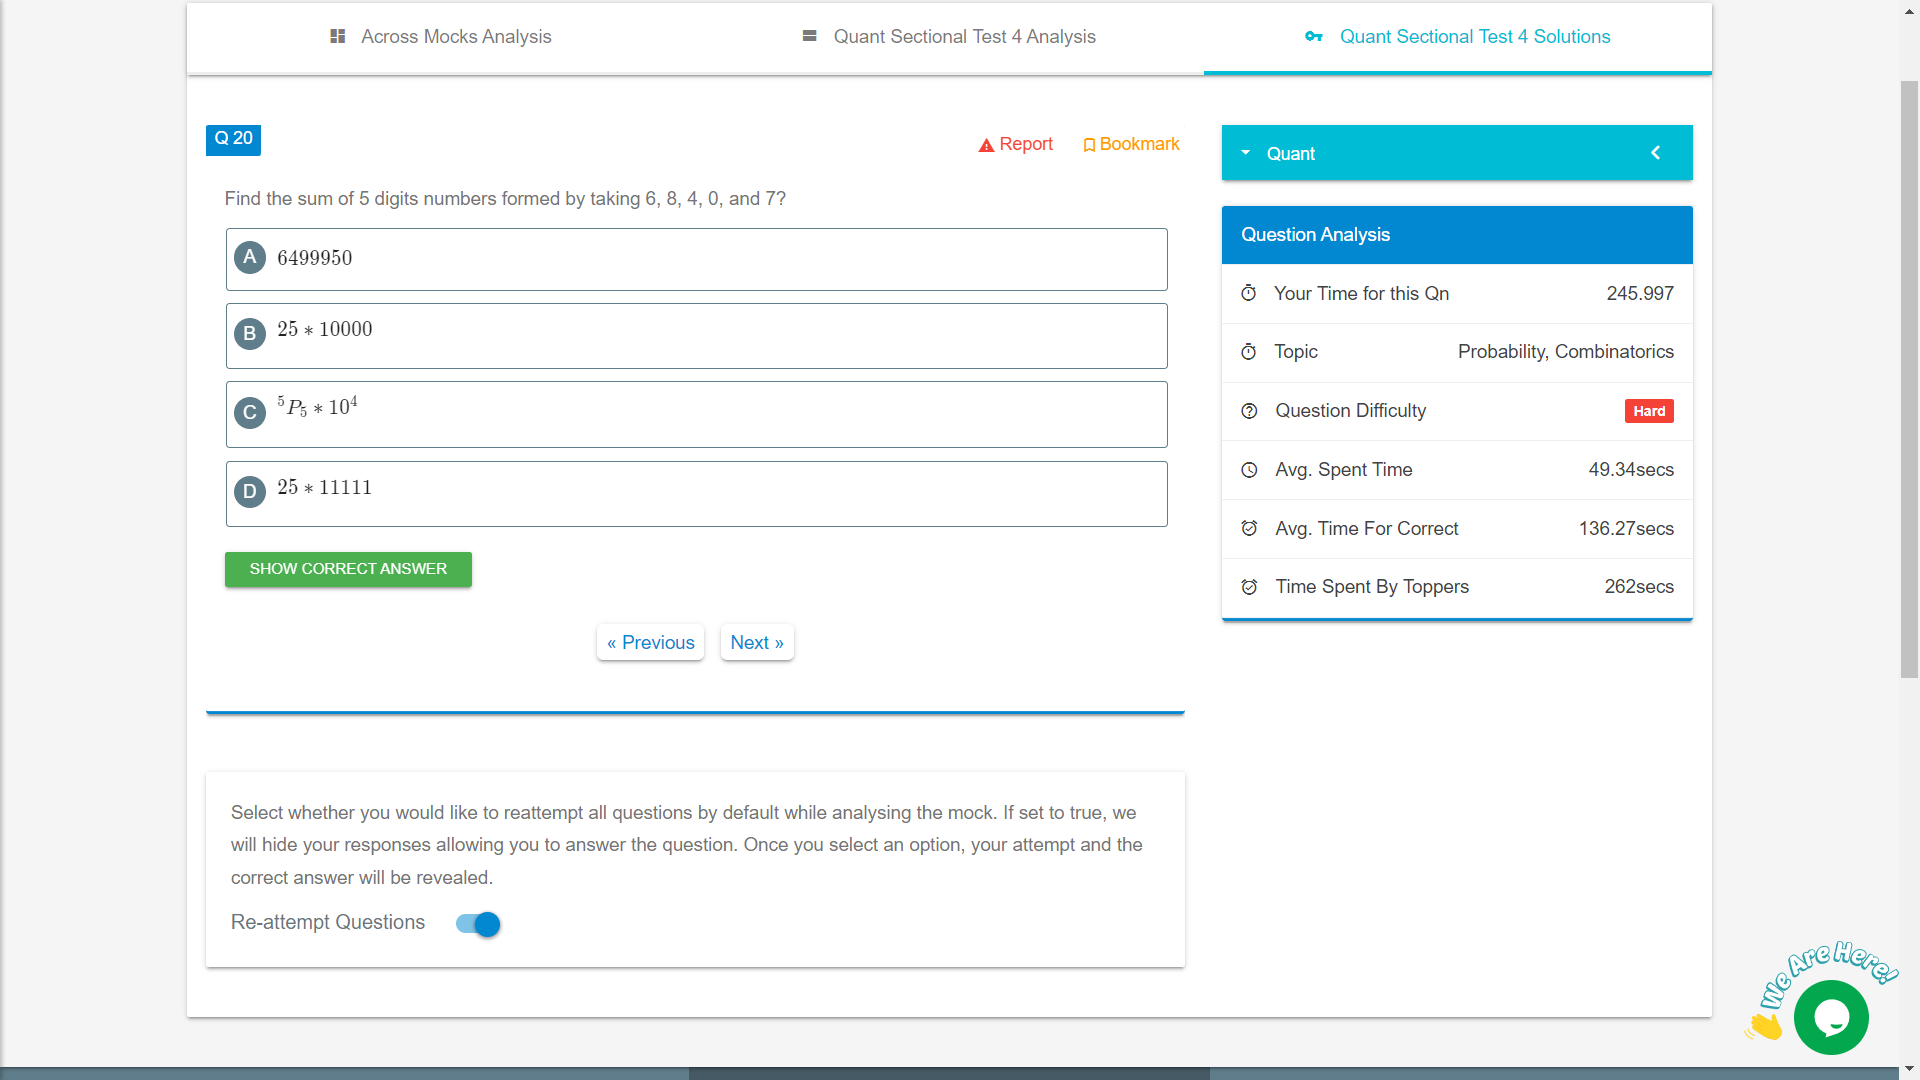 Across Mocks Analysis
Quant Sectional Test 4 Analysis
Quant Sectional Test 4 Solutions
Q 20
Report
Bookmark
Find the sum of 5 digits numbers formed by taking 6, 8, 4, 0, and 7?
A 6499950
B 25 ∗ 10000
C ⁵P₅ ∗ 10⁴
D 25 ∗ 11111
SHOW CORRECT ANSWER
« Previous
Next »
Quant
Question Analysis
Your Time for this Qn 245.997
Topic Probability, Combinatorics
Question Difficulty Hard
Avg. Spent Time 49.34secs
Avg. Time For Correct 136.27secs
Time Spent By Toppers 262secs
Select whether you would like to reattempt all questions by default while analysing the mock. If set to true, we
will hide your responses allowing you to answer the question. Once you select an option, your attempt and the
correct answer will be revealed.
Re-attempt Questions
We Are Here!